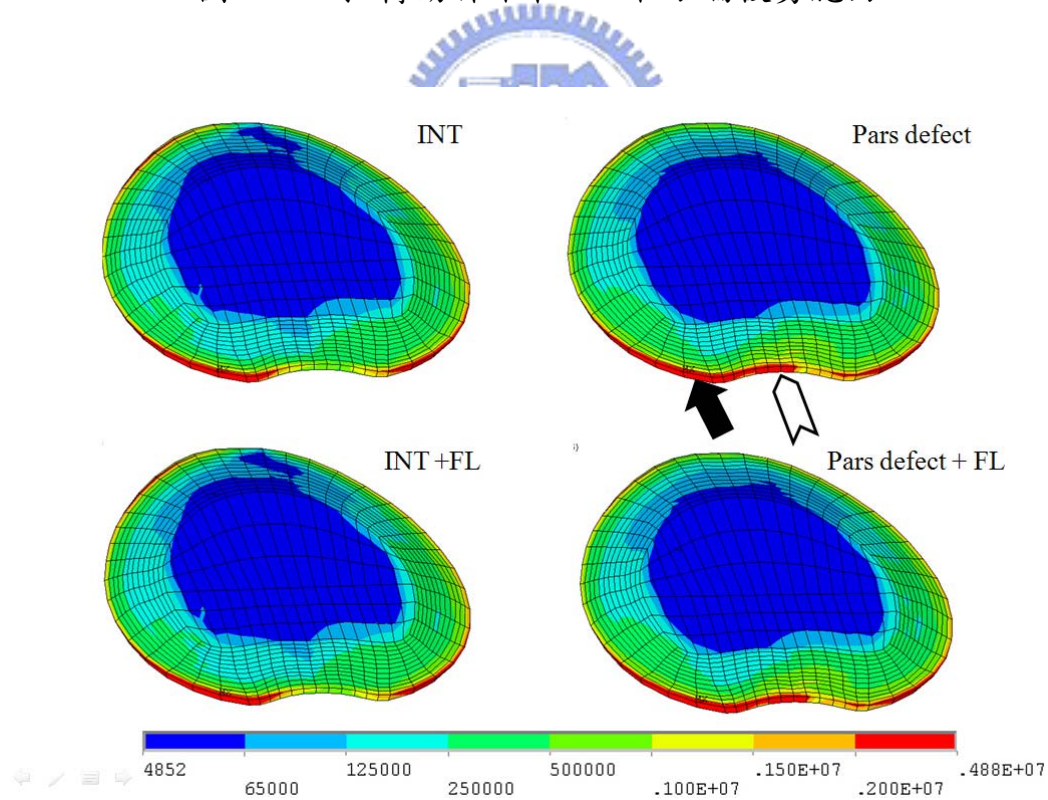 INT
Pars defect
INT +FL
Pars defect + FL
4852
65000
125000
250000
500000
.100E+07
.150E+07
.200E+07
.488E+07